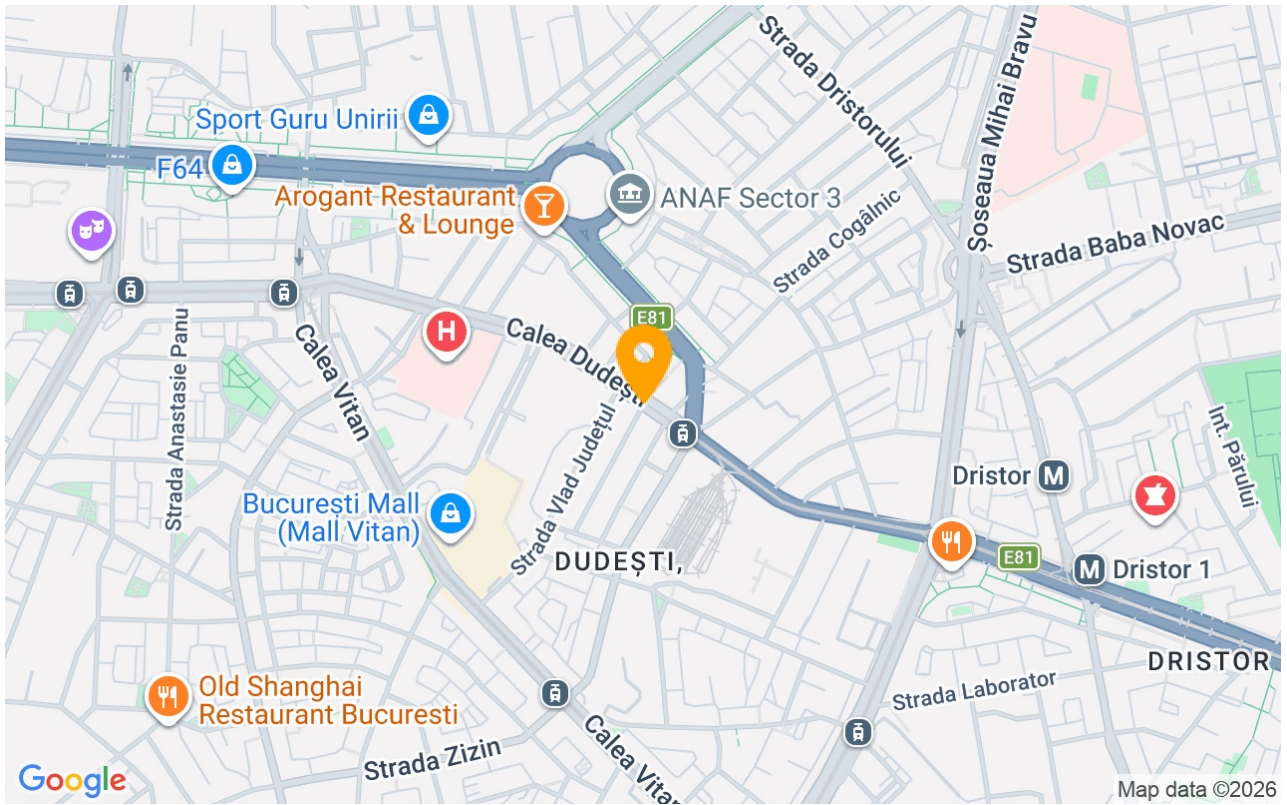 Strada Dristorului
Șoseaua Mihai Bravu
Sport Guru Unirii
F64
Arogant Restaurant
& Lounge
ANAF Sector 3
Strada Cogâlnic
Strada Baba Novac
E81
H
Calea Dudești
Calea Vitan
Strada Anastasie Panu
Strada Vlad Județul
Int. Părului
Dristor
M
București Mall
(Mall Vitan)
DUDEȘTI,
E81
M
Dristor 1
DRISTOR
Old Shanghai
Restaurant Bucuresti
Strada Laborator
Strada Zizin
Calea Vitan
Google
Map data ©2026